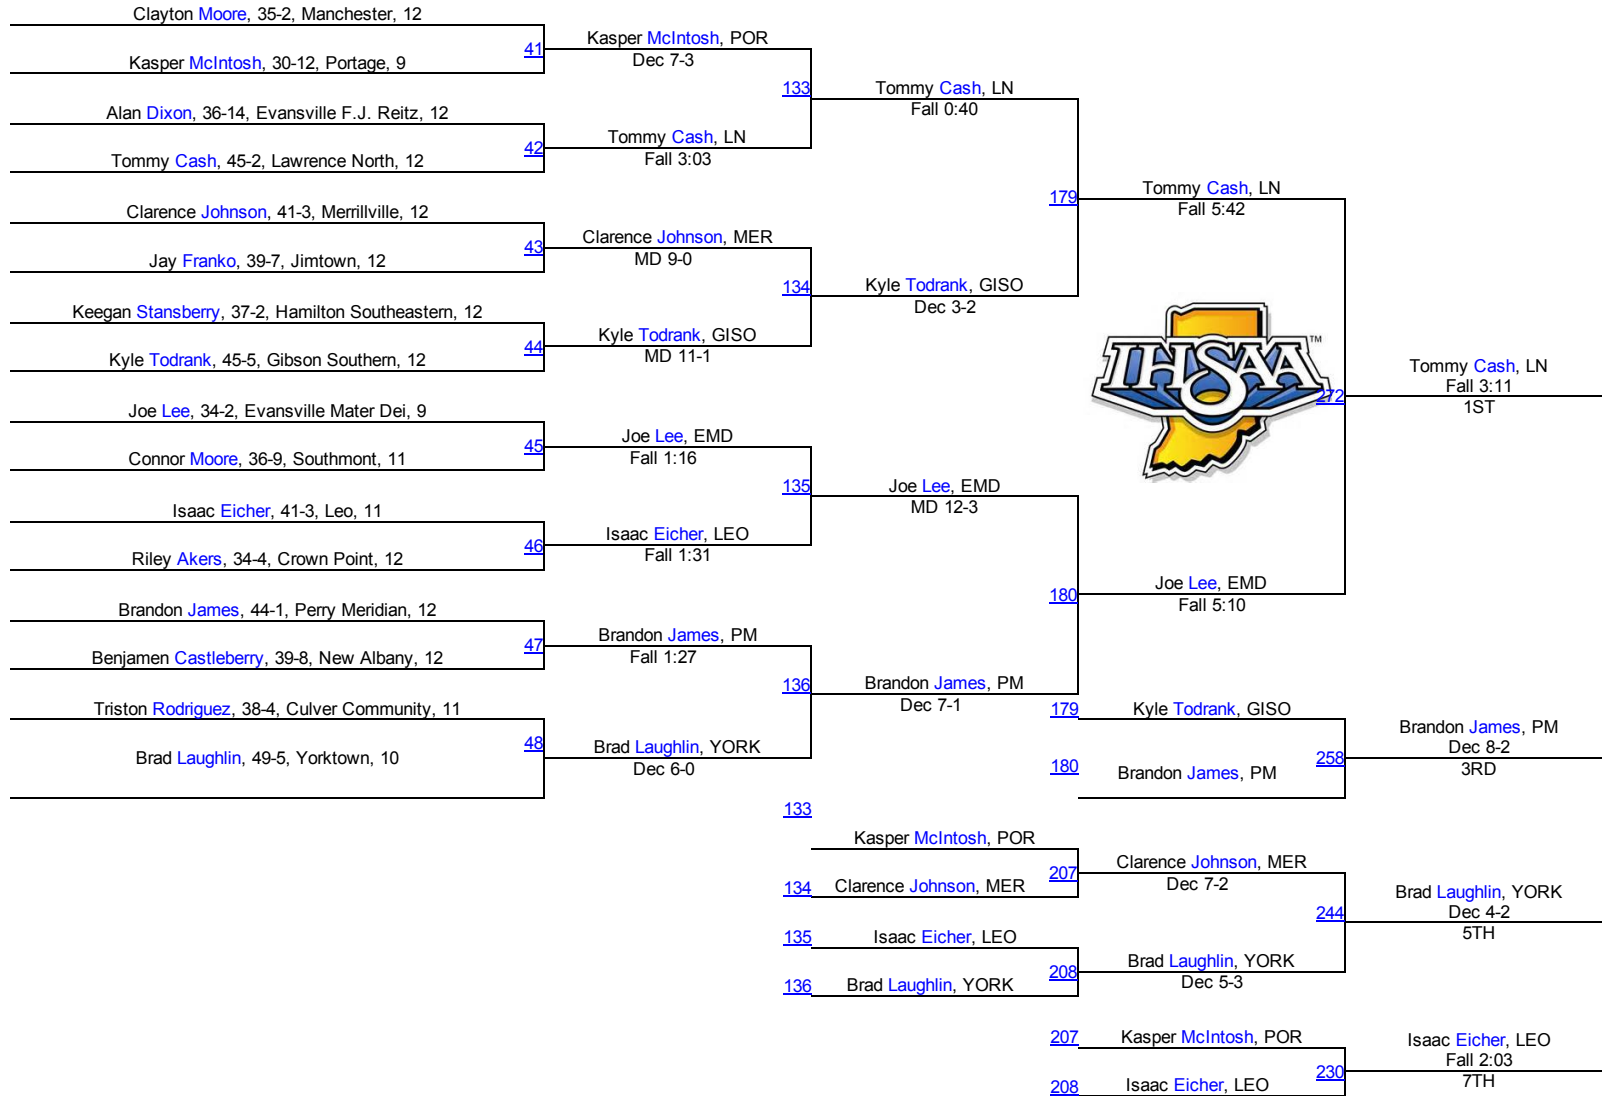 Clayton Moore, 35-2, Manchester, 12
41
Kasper McIntosh, 30-12, Portage, 9
Kasper McIntosh, POR
Dec 7-3
Alan Dixon, 36-14, Evansville F.J. Reitz, 12
42
Tommy Cash, 45-2, Lawrence North, 12
Tommy Cash, LN
Fall 3:03
133
Tommy Cash, LN
Fall 0:40
Clarence Johnson, 41-3, Merrillville, 12
43
Jay Franko, 39-7, Jimtown, 12
Clarence Johnson, MER
MD 9-0
Keegan Stansberry, 37-2, Hamilton Southeastern, 12
44
Kyle Todrank, 45-5, Gibson Southern, 12
Kyle Todrank, GISO
MD 11-1
134
Kyle Todrank, GISO
Dec 3-2
179
Tommy Cash, LN
Fall 5:42
Joe Lee, 34-2, Evansville Mater Dei, 9
45
Connor Moore, 36-9, Southmont, 11
Joe Lee, EMD
Fall 1:16
Isaac Eicher, 41-3, Leo, 11
46
Riley Akers, 34-4, Crown Point, 12
Isaac Eicher, LEO
Fall 1:31
135
Joe Lee, EMD
MD 12-3
Brandon James, 44-1, Perry Meridian, 12
47
Benjamen Castleberry, 39-8, New Albany, 12
Brandon James, PM
Fall 1:27
Triston Rodriguez, 38-4, Culver Community, 11
48
Brad Laughlin, 49-5, Yorktown, 10
Brad Laughlin, YORK
Dec 6-0
136
Brandon James, PM
Dec 7-1
180
Joe Lee, EMD
Fall 5:10
IHSAA™
272
Tommy Cash, LN
Fall 3:11
1ST
179
Kyle Todrank, GISO
180
Brandon James, PM
258
Brandon James, PM
Dec 8-2
3RD
133
Kasper McIntosh, POR
134
Clarence Johnson, MER
207
Clarence Johnson, MER
Dec 7-2
135
Isaac Eicher, LEO
136
Brad Laughlin, YORK
208
Brad Laughlin, YORK
Dec 5-3
244
Brad Laughlin, YORK
Dec 4-2
5TH
207
Kasper McIntosh, POR
208
Isaac Eicher, LEO
230
Isaac Eicher, LEO
Fall 2:03
7TH